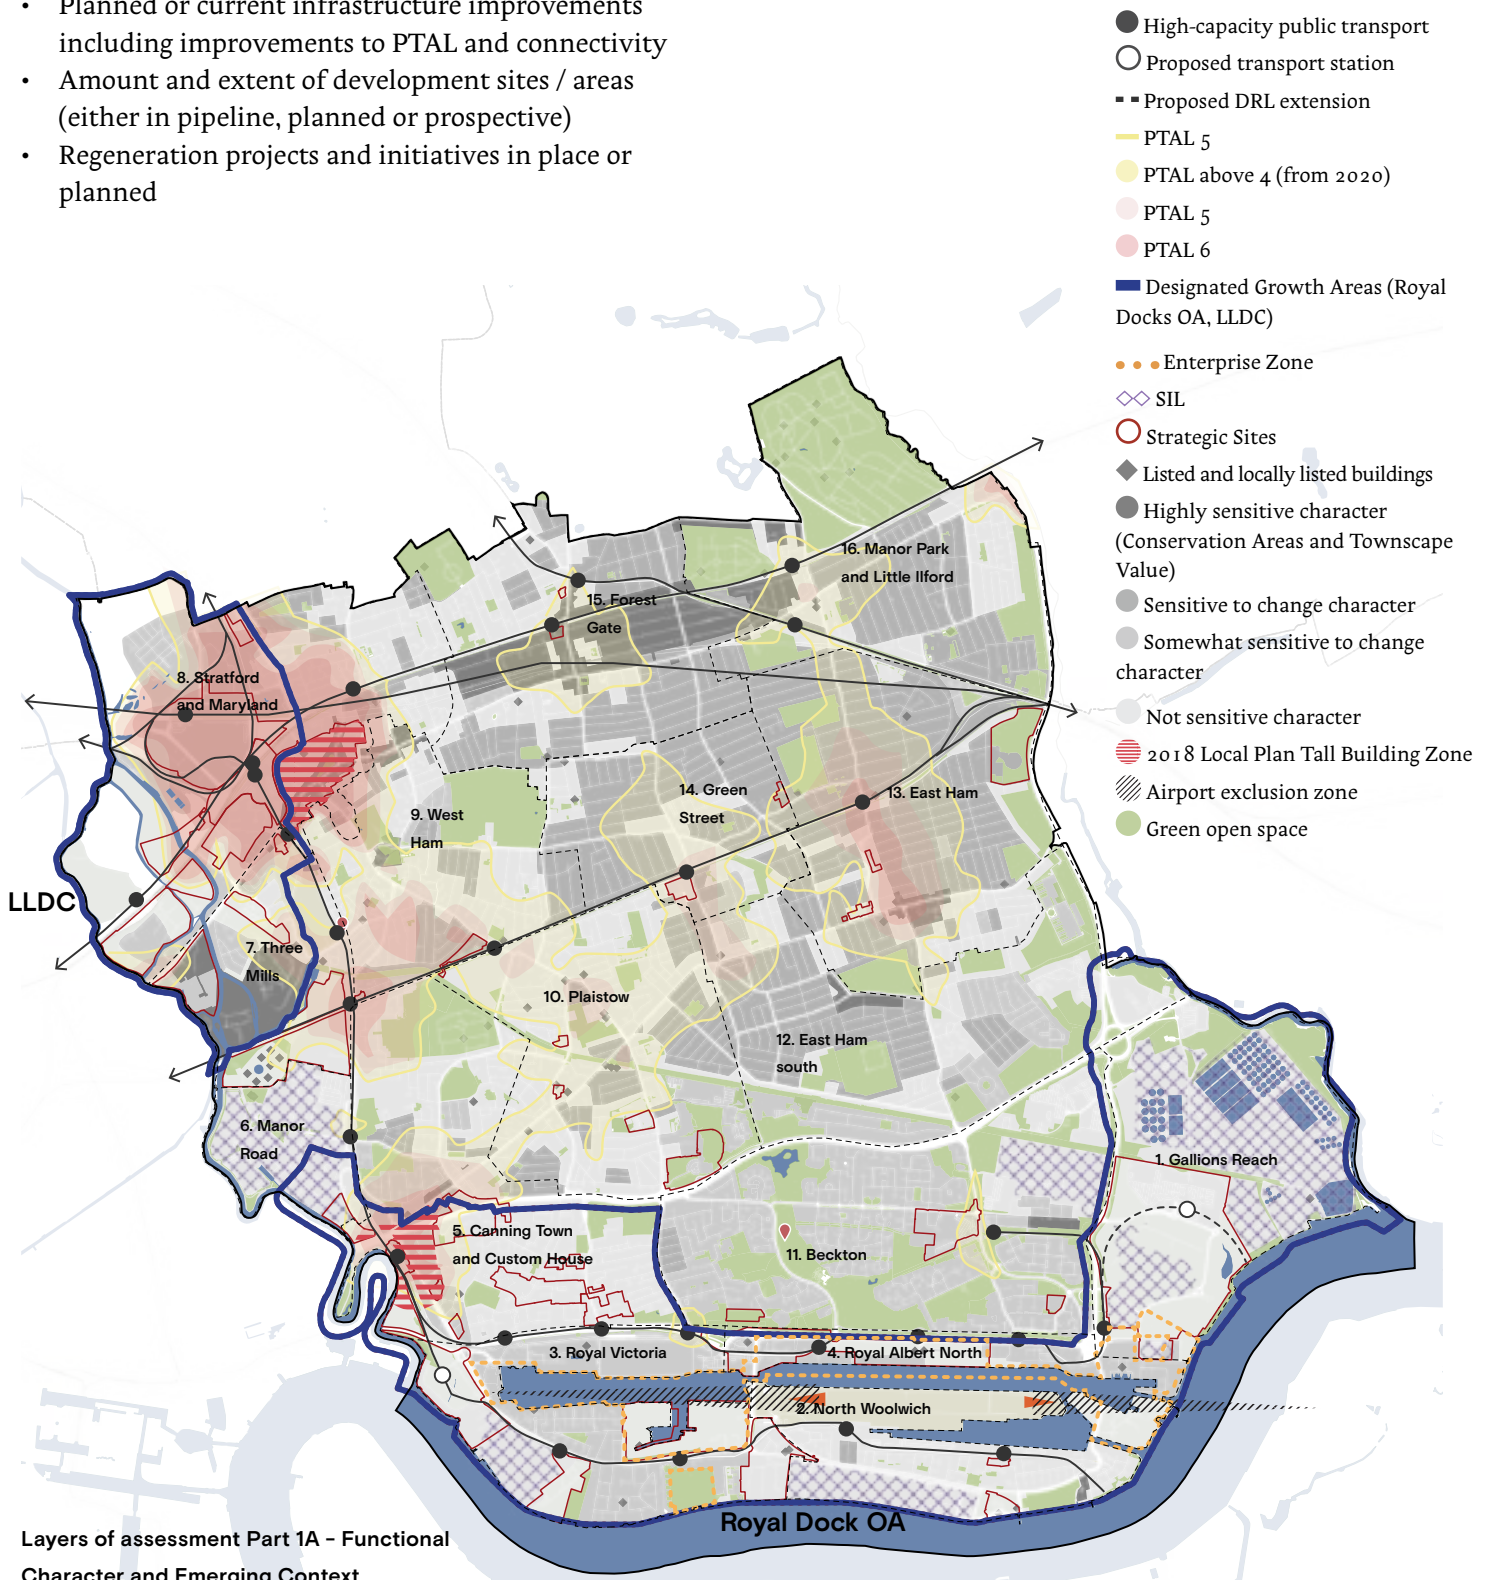 • Planned or current infrastructure improvements
including improvements to PTAL and connectivity
• Amount and extent of development sites / areas
(either in pipeline, planned or prospective)
• Regeneration projects and initiatives in place or
planned
High-capacity public transport
Proposed transport station
Proposed DRL extension
PTAL 5
PTAL above 4 (from 2020)
PTAL 5
PTAL 6
Designated Growth Areas (Royal
Docks OA, LLDC)
Enterprise Zone
SIL
Strategic Sites
Listed and locally listed buildings
Highly sensitive character
(Conservation Areas and Townscape
Value)
Sensitive to change character
Somewhat sensitive to change
character
Not sensitive character
2018 Local Plan Tall Building Zone
Airport exclusion zone
Green open space
16. Manor Park
and Little Ilford
15. Forest
Gate
8. Stratford
and Maryland
14. Green
Street
13. East Ham
9. West
Ham
LLDC
7. Three
Mills
10. Plaistow
12. East Ham
south
6. Manor
Road
1. Gallions Reach
5. Canning Town
and Custom House
11. Beckton
3. Royal Victoria
4. Royal Albert North
2. North Woolwich
Royal Dock OA
Layers of assessment Part 1A - Functional
Character and Emerging Context